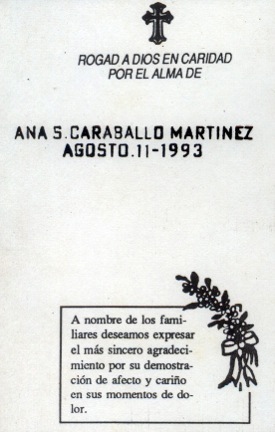 ROGAD A DIOS EN CARIDAD
POR EL ALMA DE
ANA S. CARABALLO MARTINEZ
AGOSTO.11-1993
A nombre de los fami-
liares deseamos expresar
el más sincero agradeci-
miento por su demostra-
ción de afecto y cariño
en sus momentos de do-
lor.